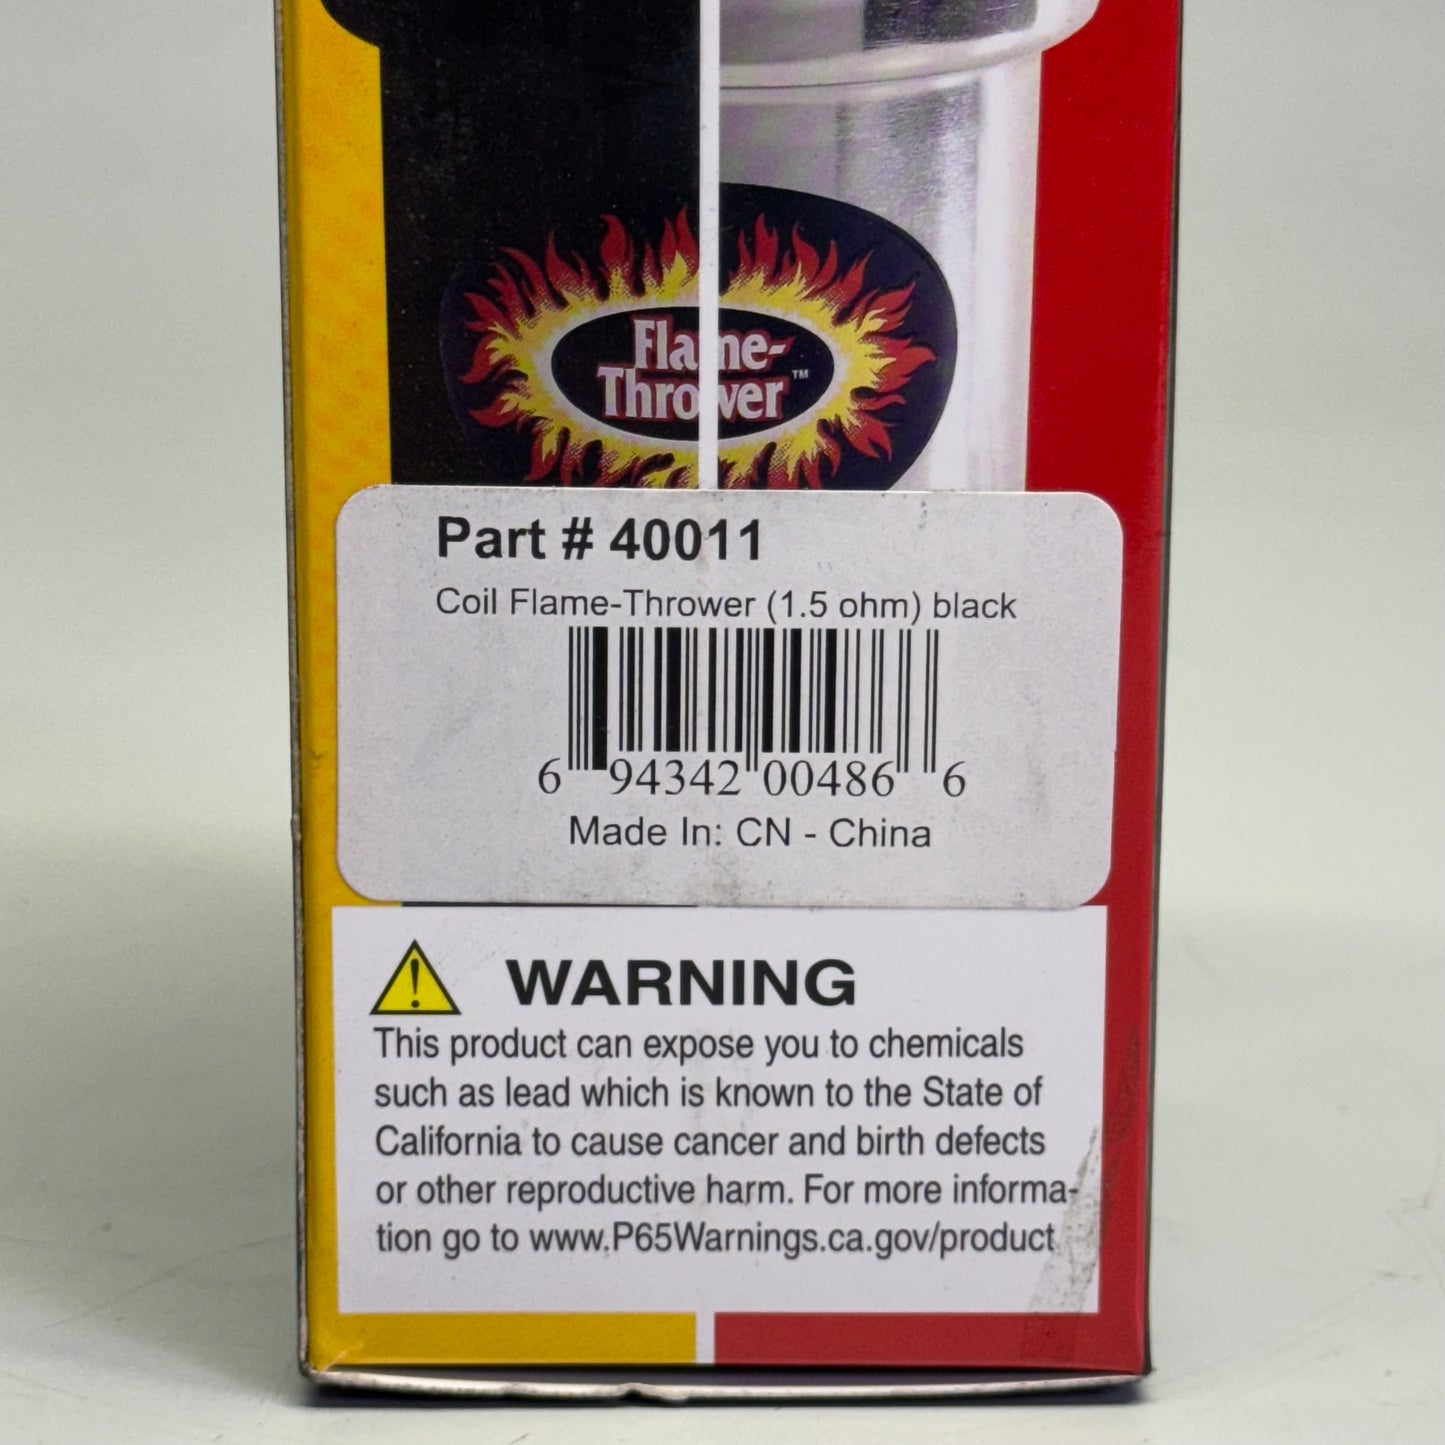 Flame-
Thrower™
Part # 40011
Coil Flame-Thrower (1.5 ohm) black
6 94342 00486 6
Made In: CN - China
WARNING
This product can expose you to chemicals
such as lead which is known to the State of
California to cause cancer and birth defects
or other reproductive harm. For more informa-
tion go to www.P65Warnings.ca.gov/product